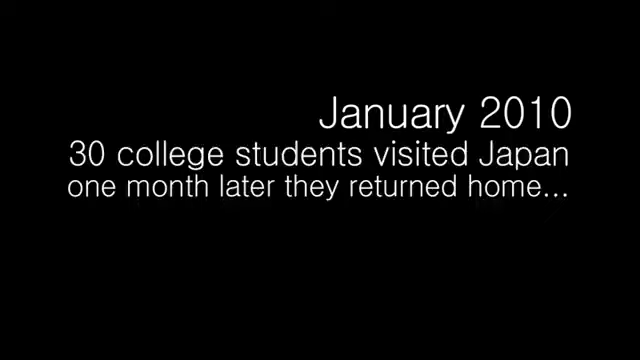 January 2010
30 college students visited Japan
one month later they returned home...